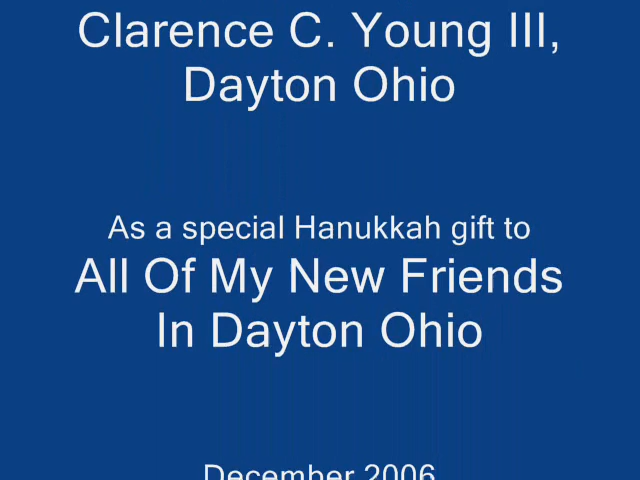 Clarence C. Young III,
Dayton Ohio
As a special Hanukkah gift to
All Of My New Friends
In Dayton Ohio
December 2006